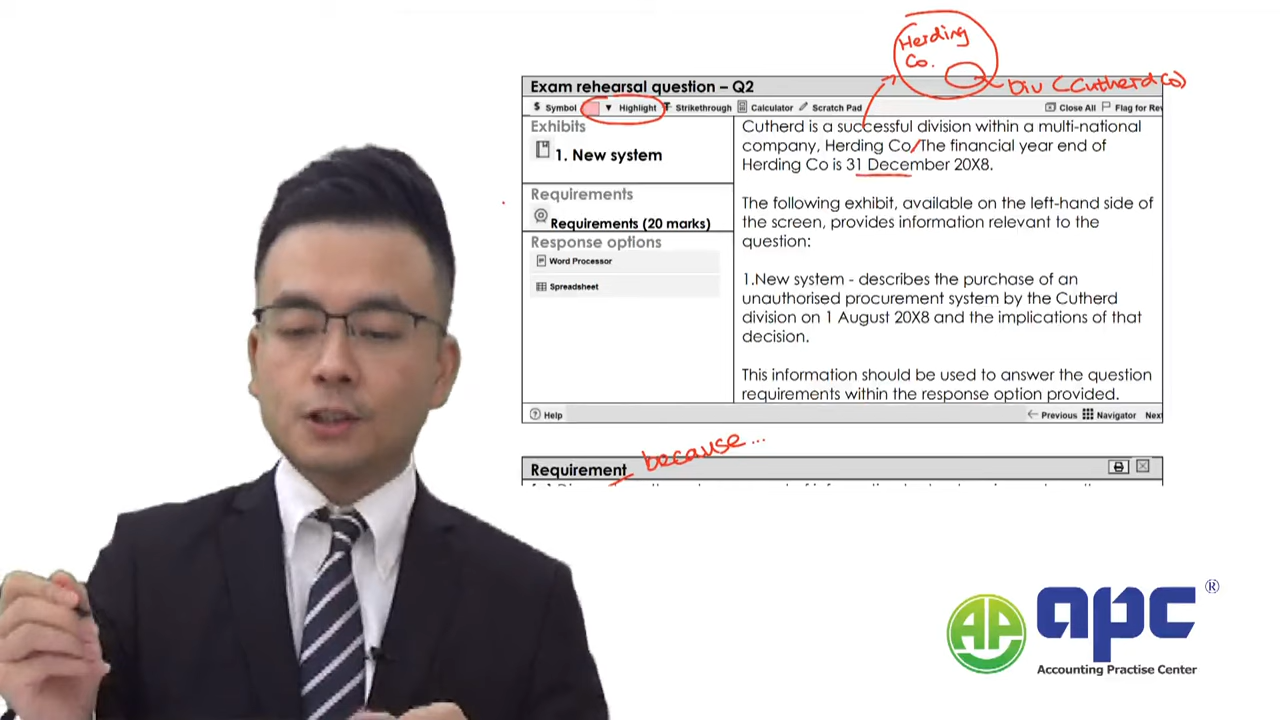 Herding
Co.
Div (Cutherd Co)
Exam rehearsal question – Q2
$ Symbol ▼ Highlight T Strikethrough Calculator Scratch Pad Close All Flag for Rev
Exhibits
1. New system
Requirements
Requirements (20 marks)
Response options
Word Processor
Spreadsheet
Cutherd is a successful division within a multi-national
company, Herding Co. The financial year end of
Herding Co is 31 December 20X8.
The following exhibit, available on the left-hand side of
the screen, provides information relevant to the
question:
1.New system - describes the purchase of an
unauthorised procurement system by the Cutherd
division on 1 August 20X8 and the implications of that
decision.
This information should be used to answer the question
requirements within the response option provided.
? Help ← Previous Navigator Next
because...
Requirement
AP
apc ®
Accounting Practise Center